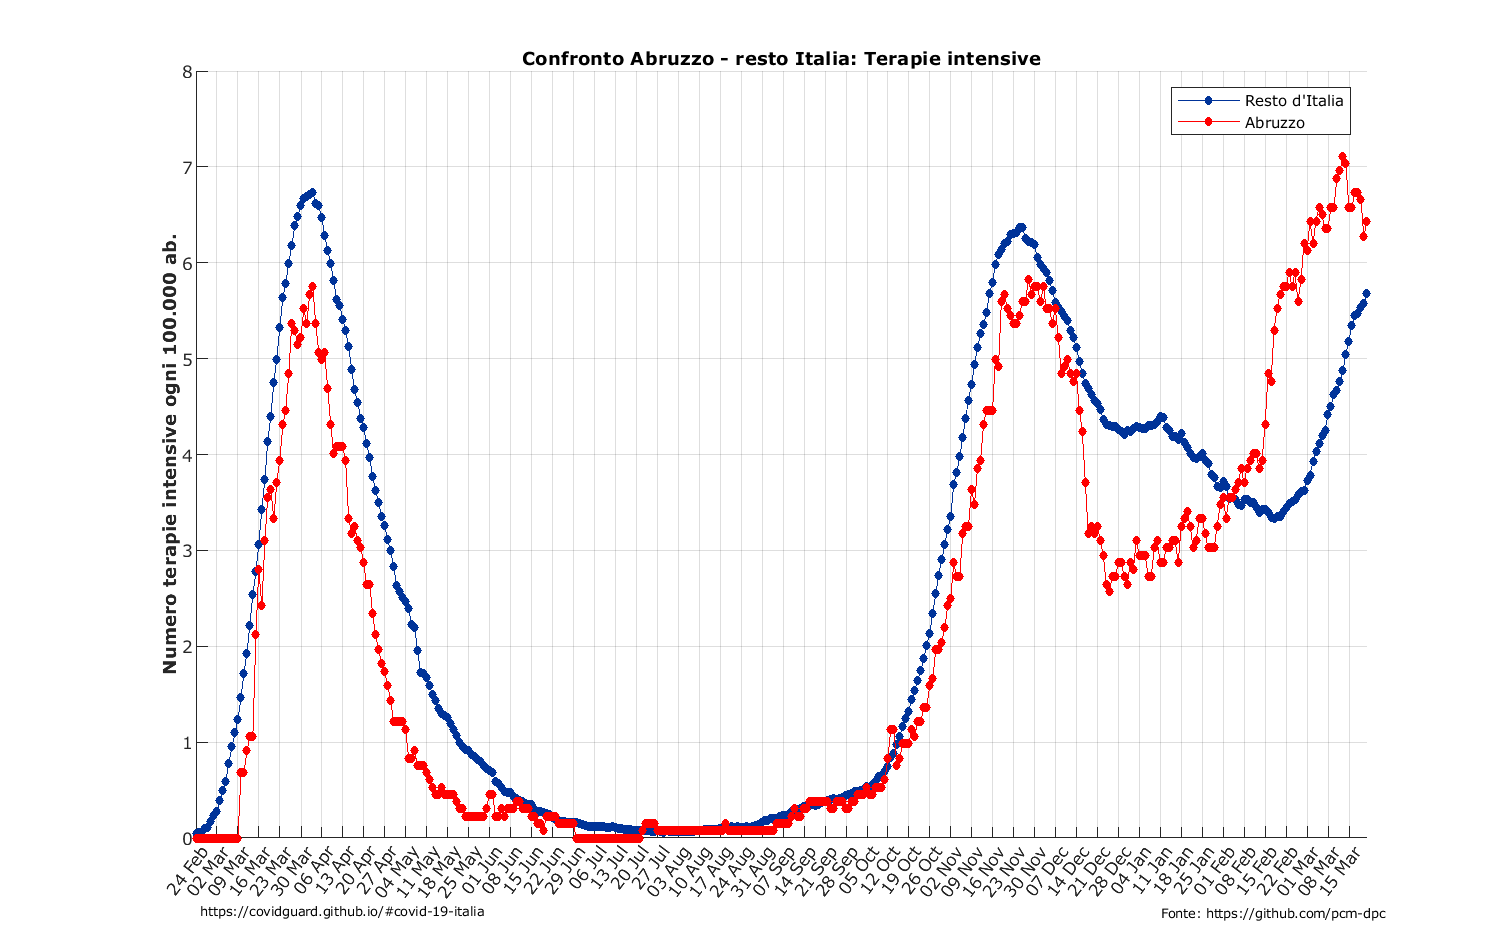 Confronto Abruzzo - resto Italia: Terapie intensive
Resto d'Italia
Abruzzo
Numero terapie intensive ogni 100.000 ab.
8
7
6
5
4
3
2
1
0
24 Feb
02 Mar
09 Mar
16 Mar
23 Mar
30 Mar
06 Apr
13 Apr
20 Apr
27 Apr
04 May
11 May
18 May
25 May
01 Jun
08 Jun
15 Jun
22 Jun
29 Jun
06 Jul
13 Jul
20 Jul
27 Jul
03 Aug
10 Aug
17 Aug
24 Aug
31 Aug
07 Sep
14 Sep
21 Sep
28 Sep
05 Oct
12 Oct
19 Oct
26 Oct
02 Nov
09 Nov
16 Nov
23 Nov
30 Nov
07 Dec
14 Dec
21 Dec
28 Dec
04 Jan
11 Jan
18 Jan
25 Jan
01 Feb
08 Feb
15 Feb
22 Feb
01 Mar
08 Mar
15 Mar
https://covidguard.github.io/#covid-19-italia
Fonte: https://github.com/pcm-dpc